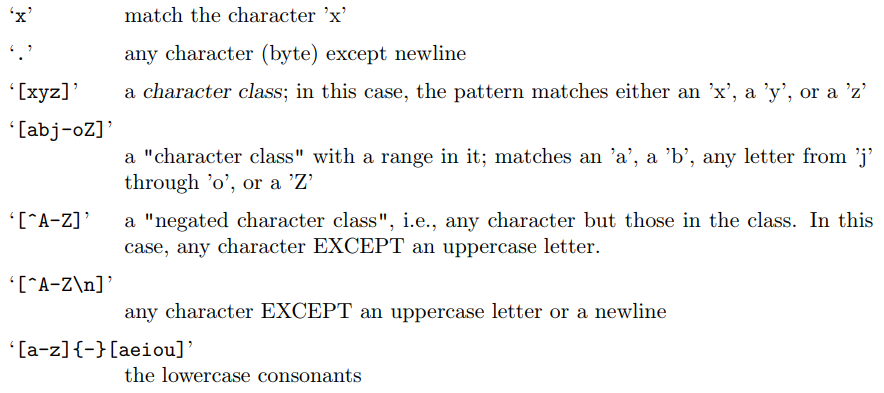 ‘x’ match the character ’x’
‘.’ any character (byte) except newline
‘[xyz]’ a character class; in this case, the pattern matches either an ’x’, a ’y’, or a ’z’
‘[abj-oZ]’
a "character class" with a range in it; matches an ’a’, a ’b’, any letter from ’j’
through ’o’, or a ’Z’
‘[^A-Z]’ a "negated character class", i.e., any character but those in the class. In this
case, any character EXCEPT an uppercase letter.
‘[^A-Z\n]’
any character EXCEPT an uppercase letter or a newline
‘[a-z]{-}[aeiou]’
the lowercase consonants